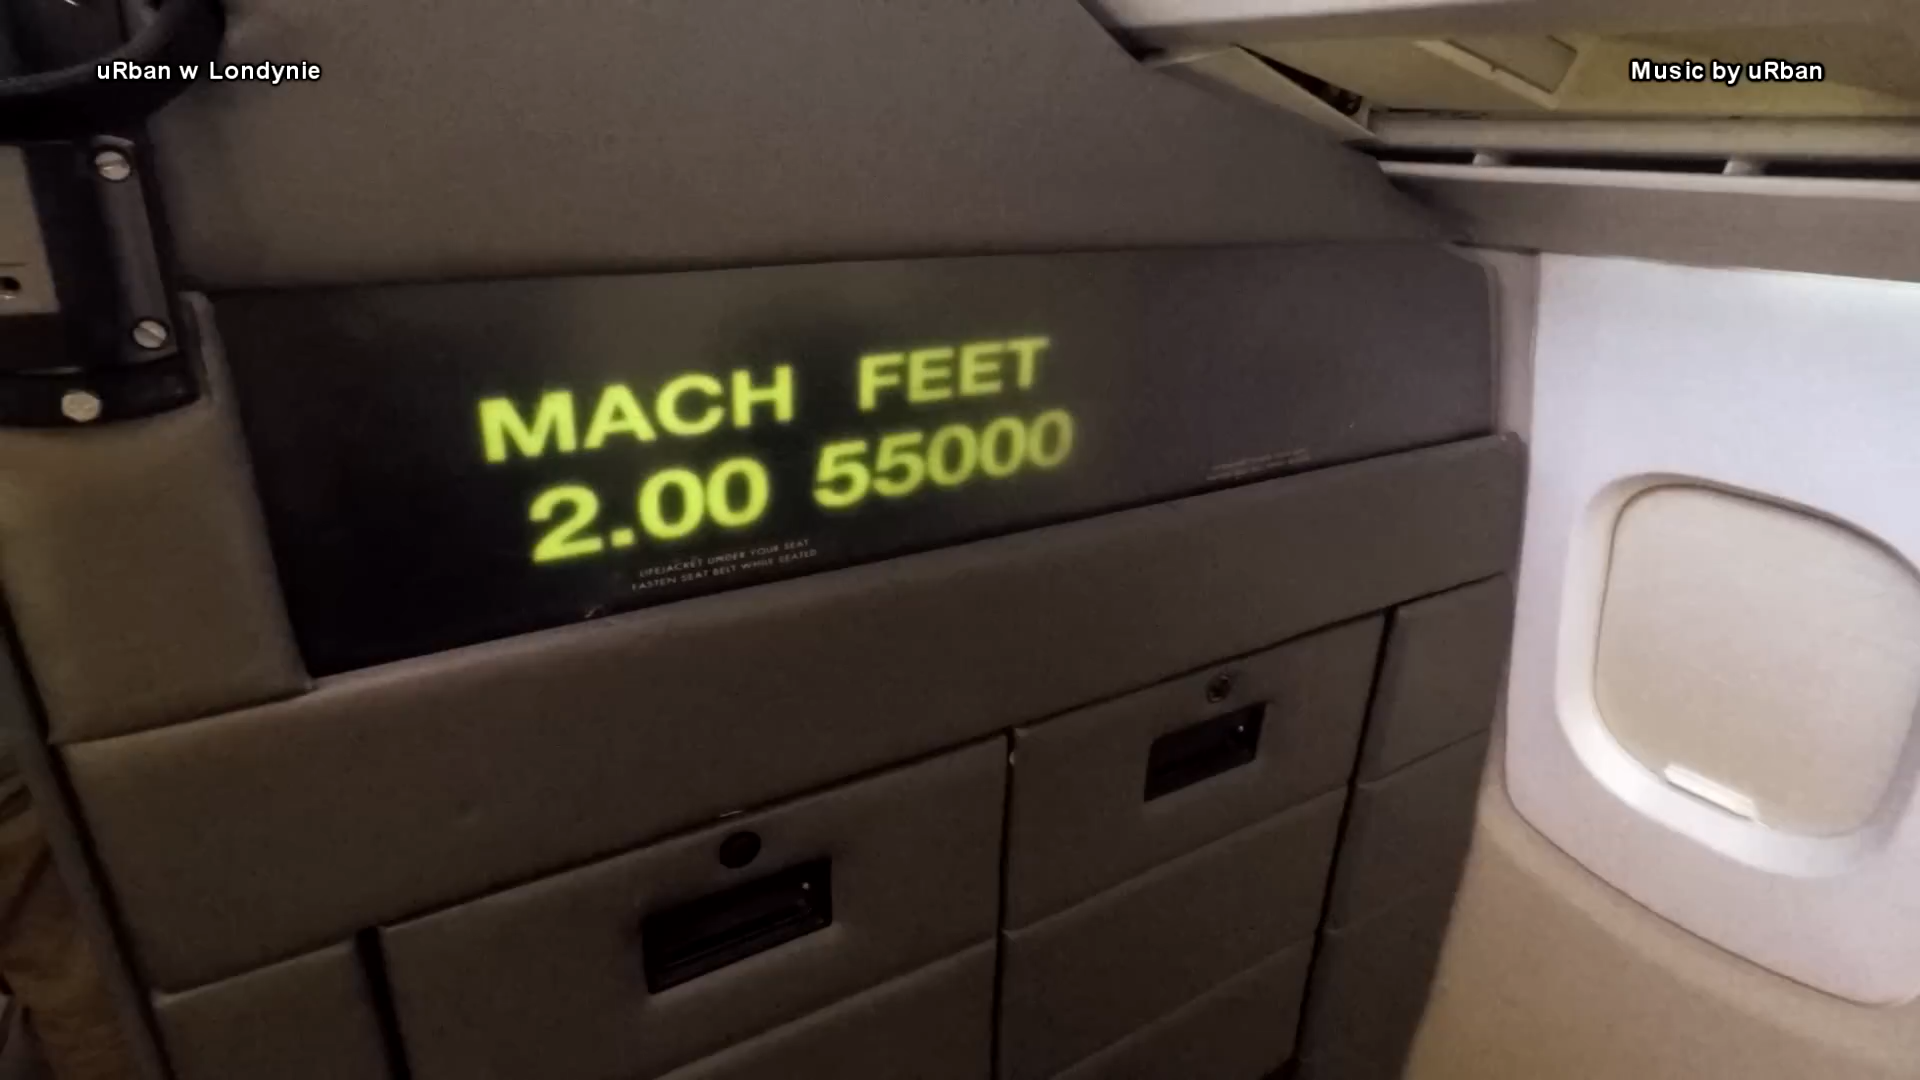 uRban w Londynie
Music by uRban
MACH FEET
2.00 55000
LIFEJACKET UNDER YOUR SEAT
FASTEN SEAT BELT WHILE SEATED